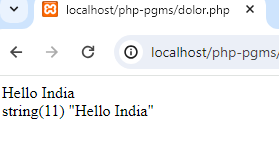 localhost/php-pgms/dolor.php
localhost/php-pgms/
Hello India
string(11) "Hello India"